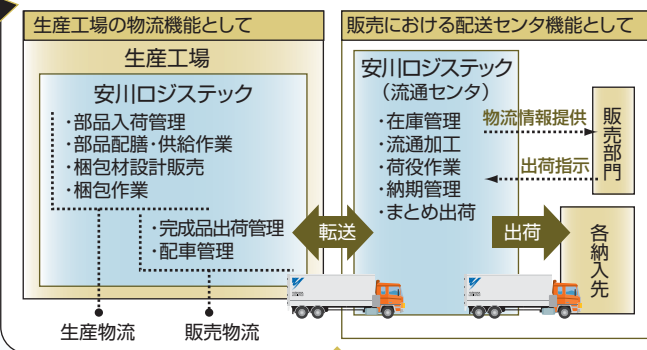 生産工場の物流機能として
生産工場
安川ロジステック
・部品入荷管理
・部品配膳・供給作業
・梱包材設計販売
・梱包作業
・完成品出荷管理
・配車管理
生産物流
販売物流
転送
販売における配送センタ機能として
安川ロジステック
（流通センタ）
・在庫管理
・流通加工
・荷役作業
・納期管理
・まとめ出荷
物流情報提供
出荷指示
販売部門
出荷
各納入先